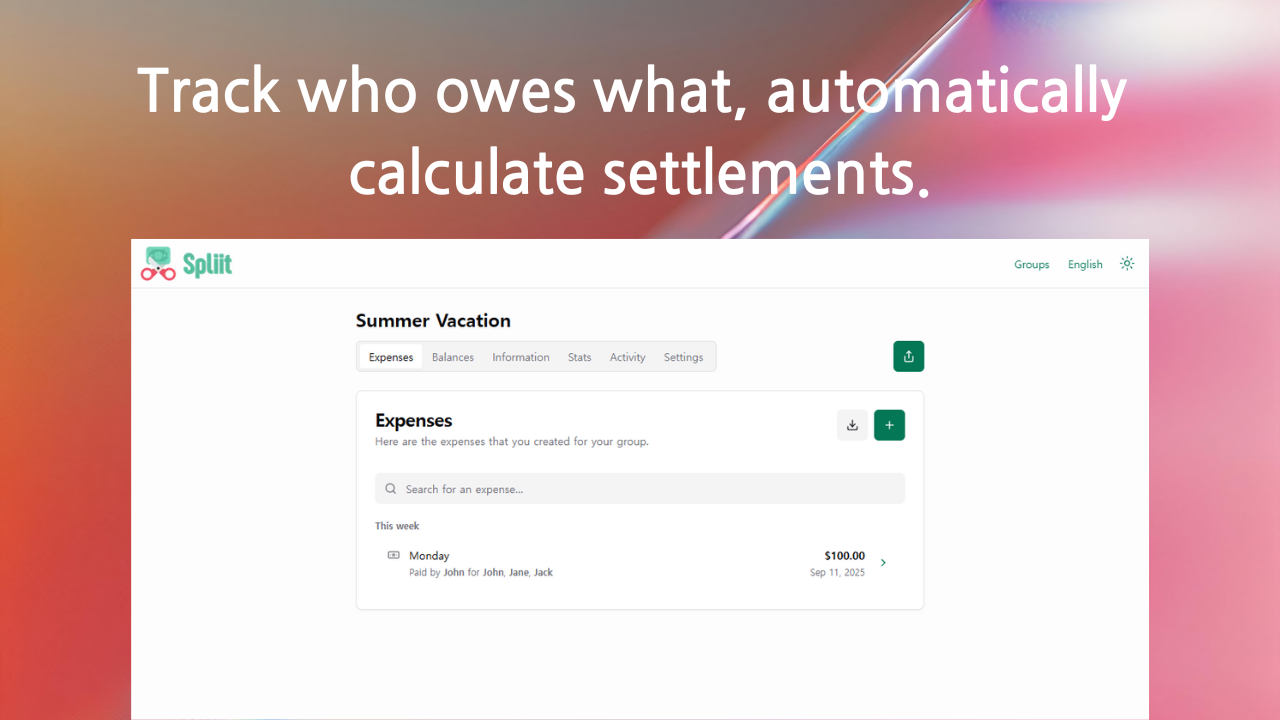 Track who owes what, automatically
calculate settlements.
Spliit
Groups English
Summer Vacation
Expenses Balances Information Stats Activity Settings
Expenses
Here are the expenses that you created for your group.
Search for an expense...
This week
Monday $100.00
Paid by John for John, Jane, Jack Sep 11, 2025